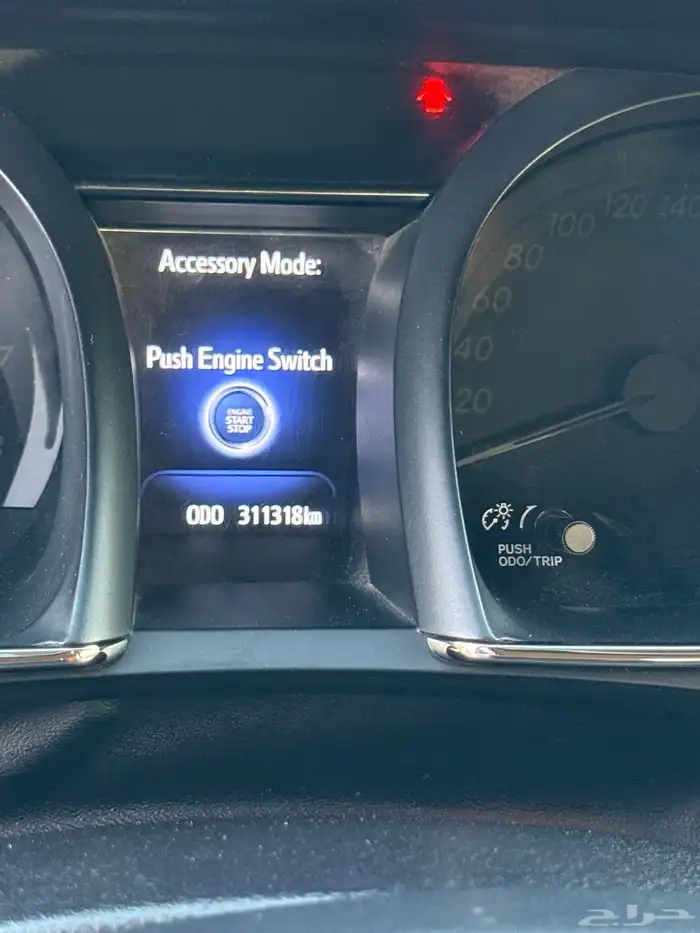 Accessory Mode:
Push Engine Switch
ENGINE
START
STOP
ODO 311318km
140
120
100
80
60
40
20
PUSH
ODO/TRIP
7
حراج